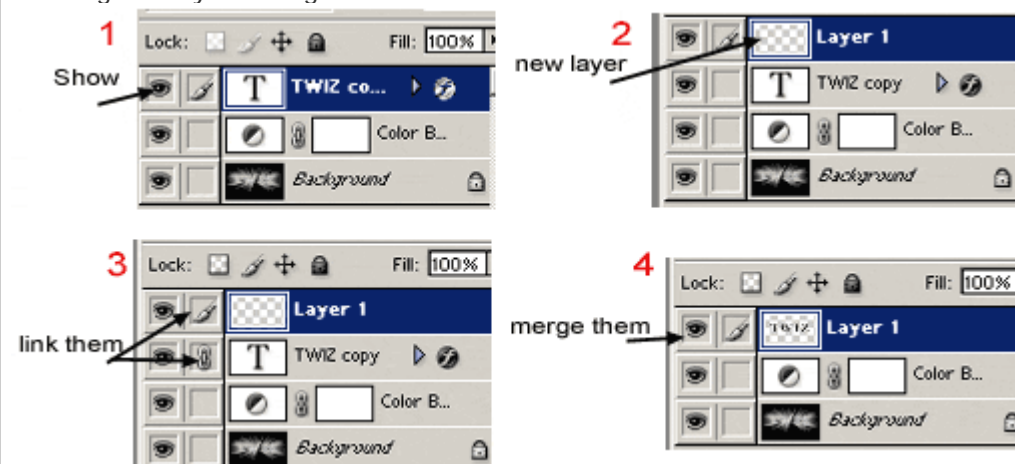 1
Lock: Fill: 100%
Show
T TWIZ co...
Color B...
Background
2
new layer
Layer 1
T TWIZ copy
Color B...
Background
3
Lock: Fill: 100%
link them
Layer 1
T TWIZ copy
Color B...
Background
4
Lock: Fill: 100%
merge them
TWIZ Layer 1
Color B...
Background